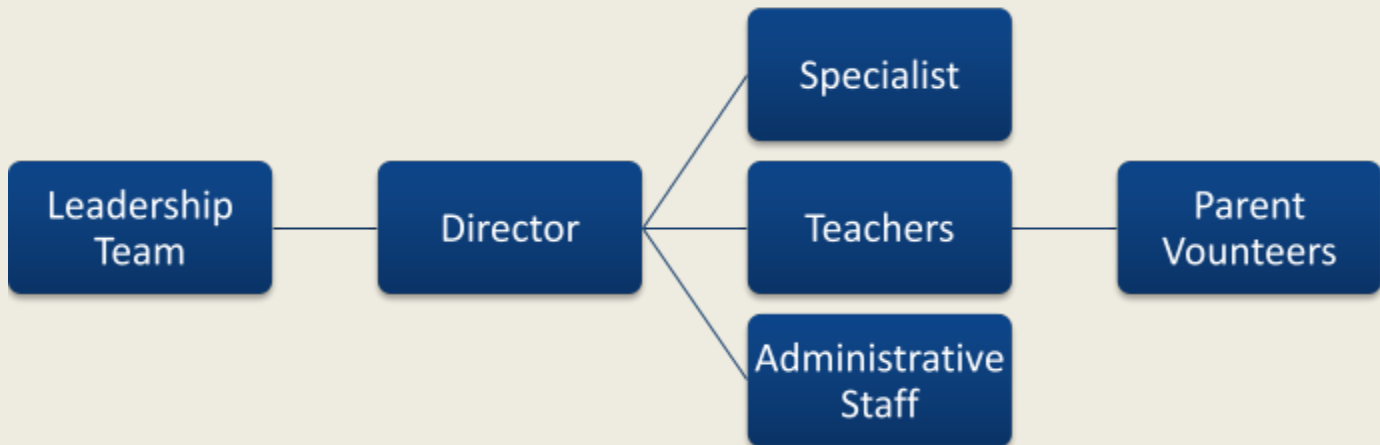 Leadership
Team
Director
Specialist
Teachers
Administrative
Staff
Parent
Vounteers